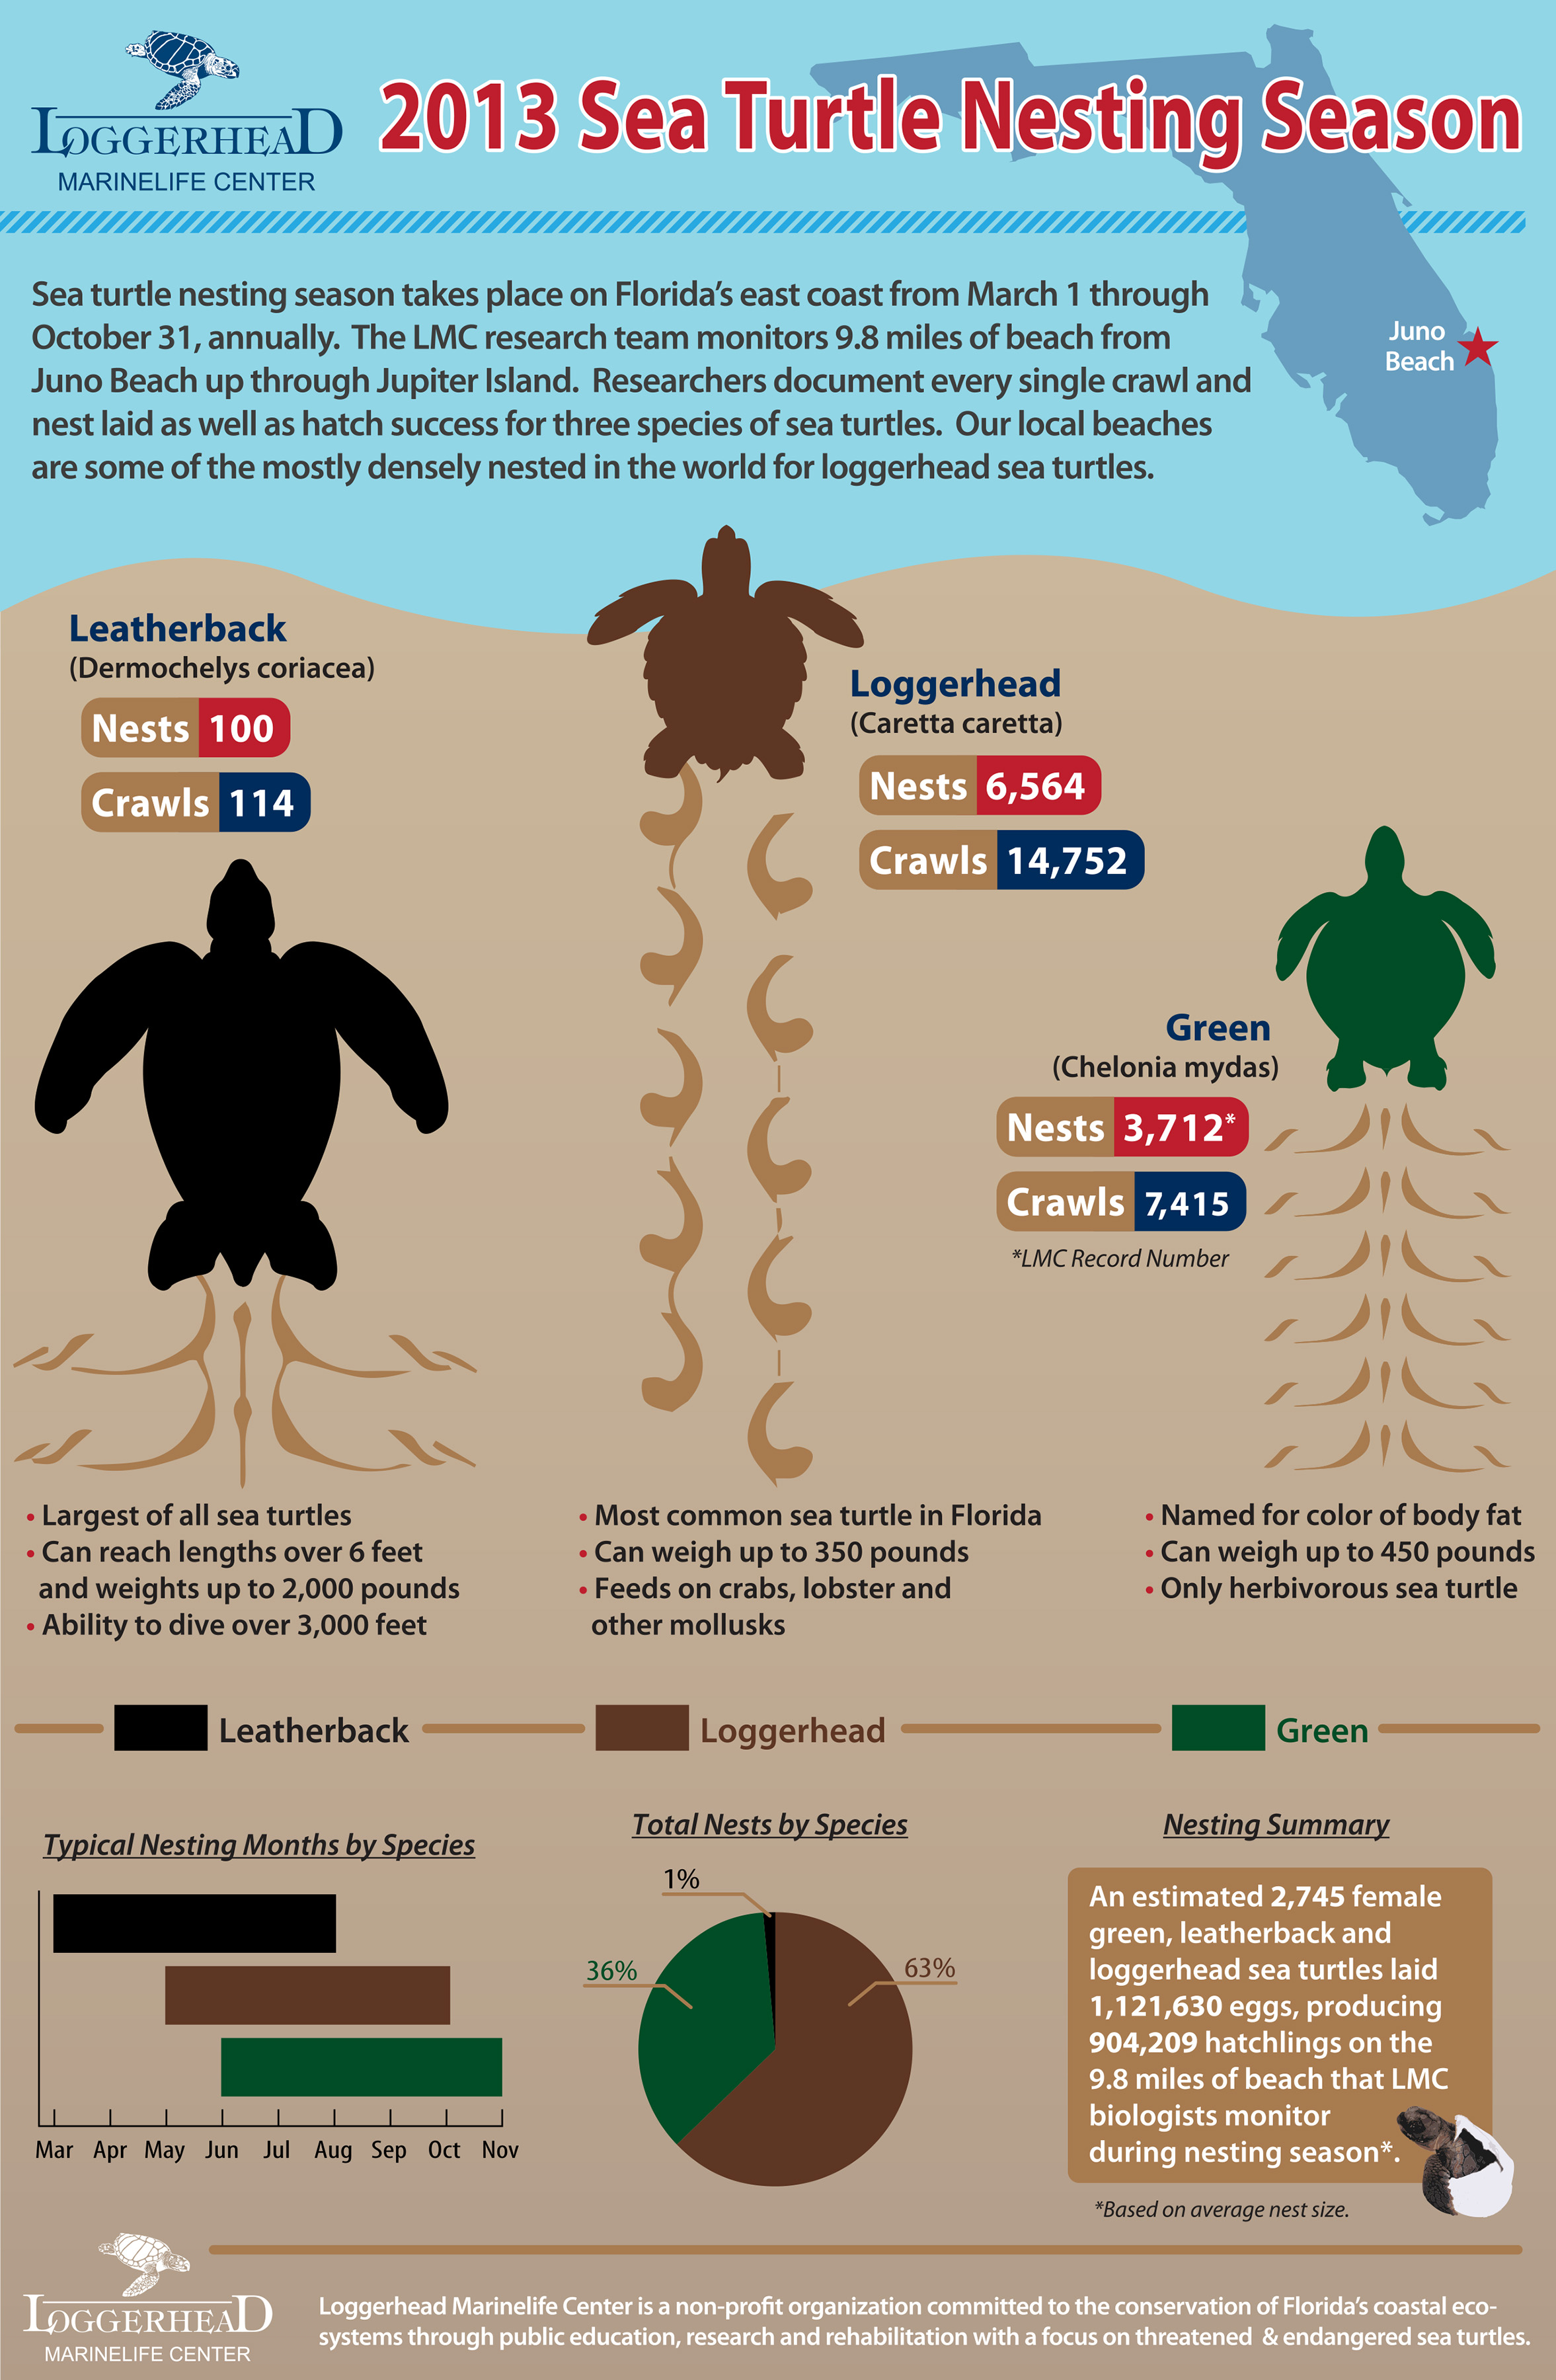 LOGGERHEAD
MARINELIFE CENTER
2013 Sea Turtle Nesting Season
Sea turtle nesting season takes place on Florida's east coast from March 1 through
October 31, annually. The LMC research team monitors 9.8 miles of beach from
Juno Beach up through Jupiter Island. Researchers document every single crawl and
nest laid as well as hatch success for three species of sea turtles. Our local beaches
are some of the mostly densely nested in the world for loggerhead sea turtles.
Juno
Beach
Leatherback
(Dermochelys coriacea)
Nests 100
Crawls 114
Loggerhead
(Caretta caretta)
Nests 6,564
Crawls 14,752
Green
(Chelonia mydas)
Nests 3,712*
Crawls 7,415
*LMC Record Number
• Largest of all sea turtles
• Can reach lengths over 6 feet
and weights up to 2,000 pounds
• Ability to dive over 3,000 feet
• Most common sea turtle in Florida
• Can weigh up to 350 pounds
• Feeds on crabs, lobster and
other mollusks
• Named for color of body fat
• Can weigh up to 450 pounds
• Only herbivorous sea turtle
Leatherback
Loggerhead
Green
Typical Nesting Months by Species
Mar Apr May Jun Jul Aug Sep Oct Nov
Total Nests by Species
1%
36%
63%
Nesting Summary
An estimated 2,745 female
green, leatherback and
loggerhead sea turtles laid
1,121,630 eggs, producing
904,209 hatchlings on the
9.8 miles of beach that LMC
biologists monitor
during nesting season*.
*Based on average nest size.
LOGGERHEAD
MARINELIFE CENTER
Loggerhead Marinelife Center is a non-profit organization committed to the conservation of Florida's coastal eco-
systems through public education, research and rehabilitation with a focus on threatened & endangered sea turtles.